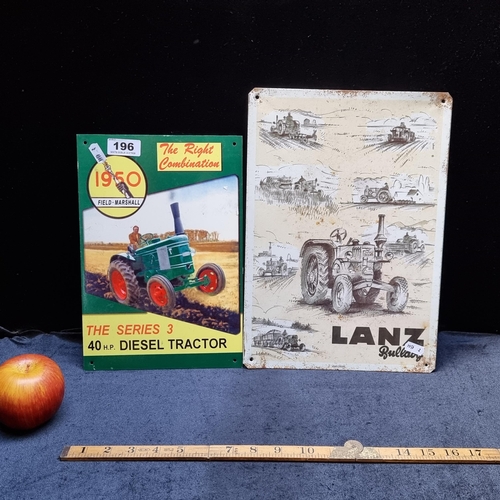 196
The Right
Combination
1950
FIELD-MARSHALL
THE SERIES 3
40 H.P. DIESEL TRACTOR
LANZ
Bulldog
1 2 3 4 5 7 8 9 10 14 15 16 17